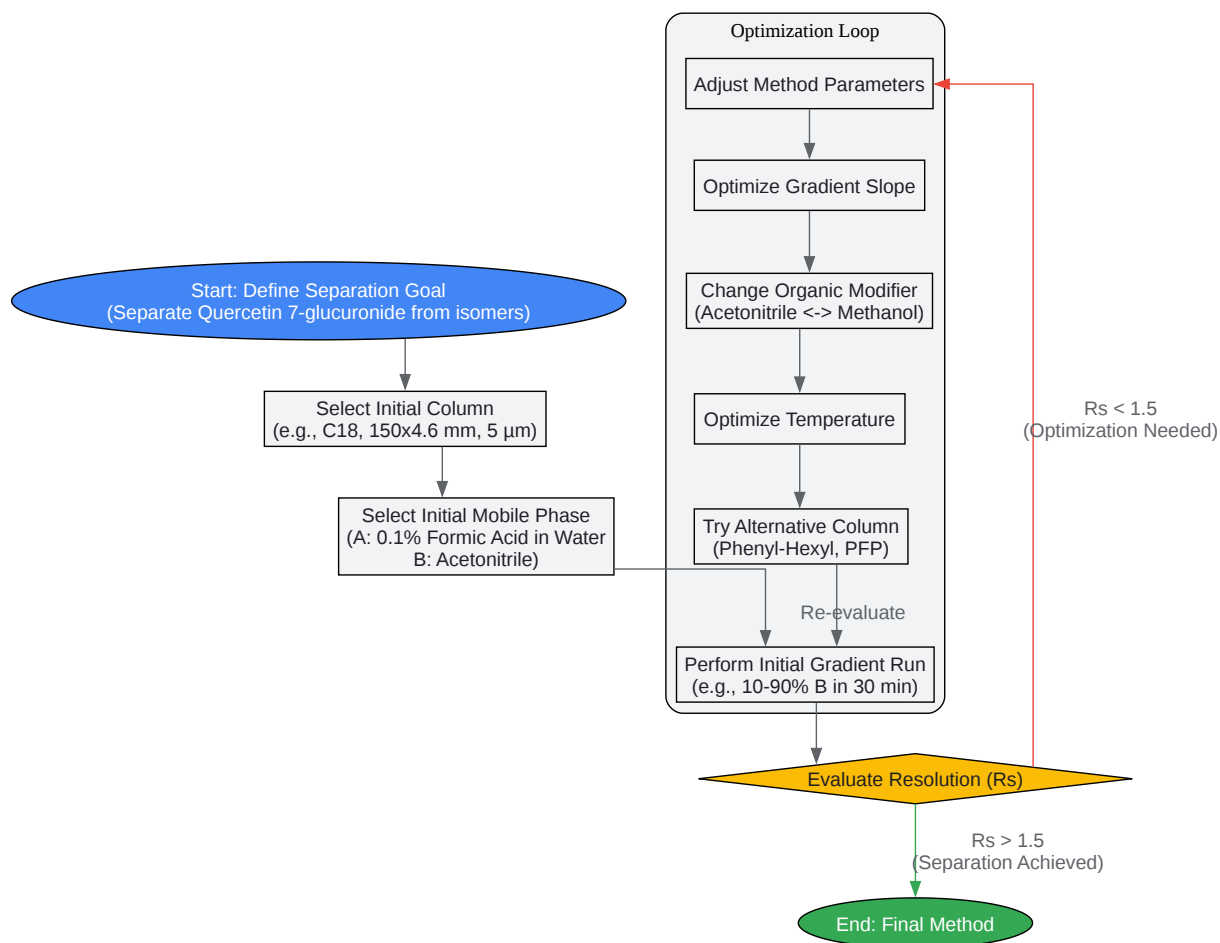 Optimization Loop
Adjust Method Parameters
Optimize Gradient Slope
Start: Define Separation Goal
(Separate Quercetin 7-glucuronide from isomers)
Change Organic Modifier
(Acetonitrile <-> Methanol)
Select Initial Column
(e.g., C18, 150x4.6 mm, 5 µm)
Optimize Temperature
Rs < 1.5
(Optimization Needed)
Select Initial Mobile Phase
(A: 0.1% Formic Acid in Water
B: Acetonitrile)
Try Alternative Column
(Phenyl-Hexyl, PFP)
Re-evaluate
Perform Initial Gradient Run
(e.g., 10-90% B in 30 min)
Evaluate Resolution (Rs)
Rs > 1.5
(Separation Achieved)
End: Final Method